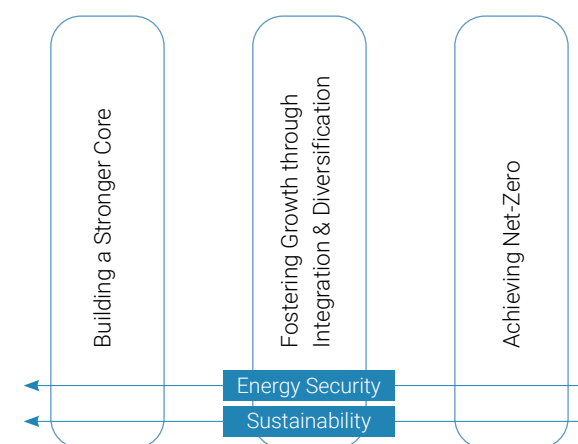 Building a Stronger Core
Fostering Growth through
Integration & Diversification
Achieving Net-Zero
Energy Security
Sustainability